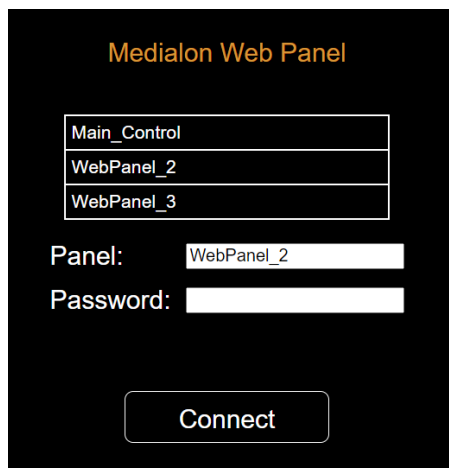 Medialon Web Panel
Main_Control
WebPanel_2
WebPanel_3
Panel: WebPanel_2
Password:
Connect